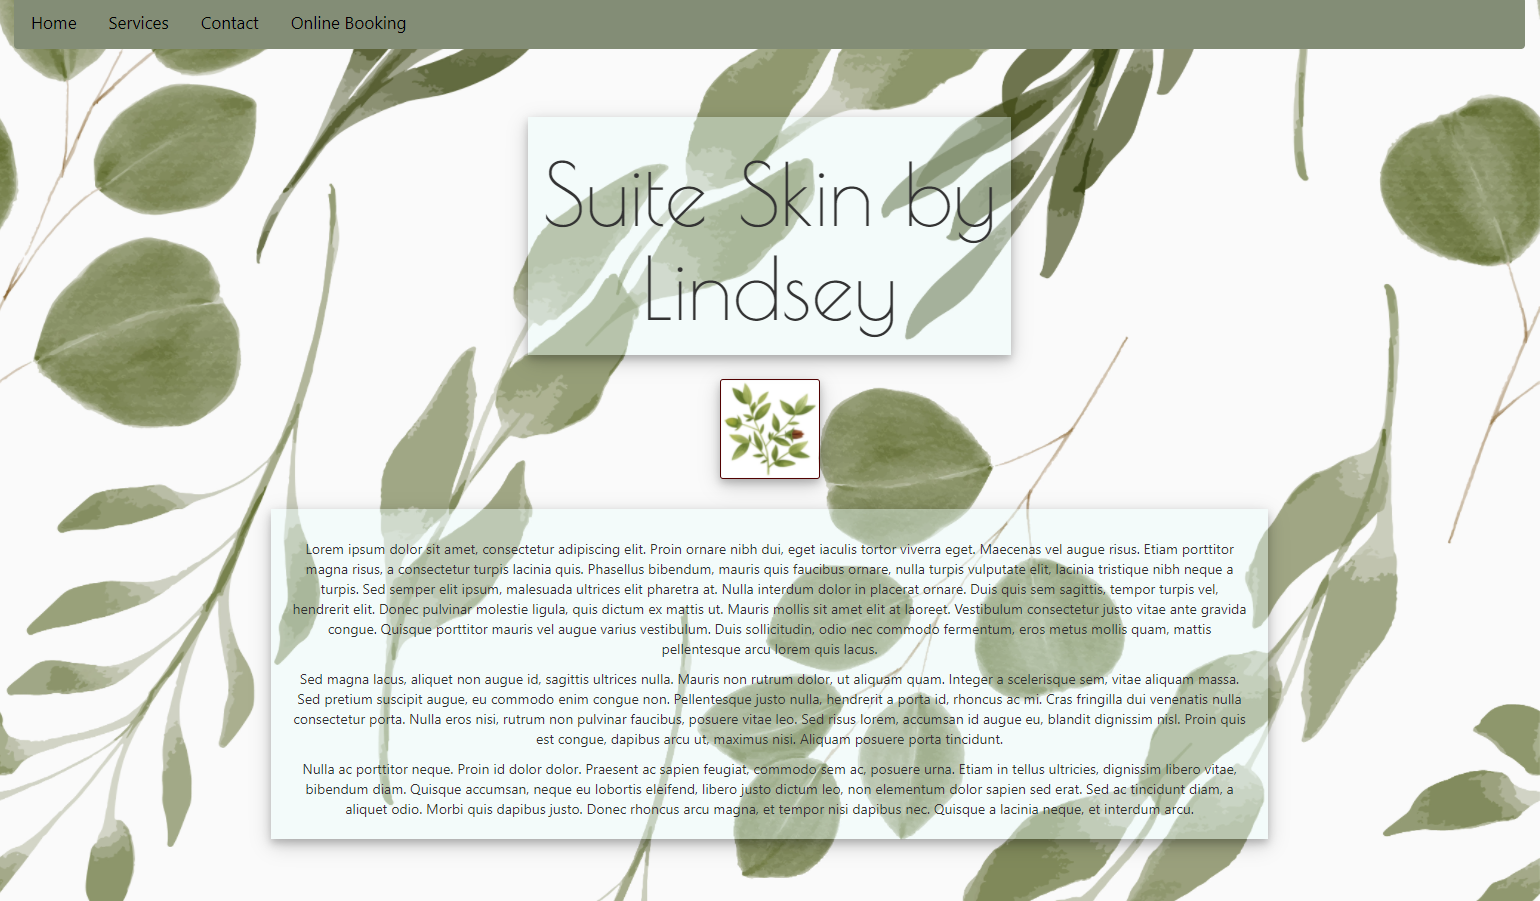 Home Services Contact Online Booking
Suite Skin by
Lindsey
Lorem ipsum dolor sit amet, consectetur adipiscing elit. Proin ornare nibh dui, eget iaculis tortor viverra eget. Maecenas vel augue risus. Etiam porttitor
magna risus, a consectetur turpis lacinia quis. Phasellus bibendum, mauris quis faucibus ornare, nulla turpis vulputate elit, lacinia tristique nibh neque a
turpis. Sed semper elit ipsum, malesuada ultrices elit pharetra at. Nulla interdum dolor in placerat ornare. Duis quis sem sagittis, tempor turpis vel,
hendrerit elit. Donec pulvinar molestie ligula, quis dictum ex mattis ut. Mauris mollis sit amet elit at laoreet. Vestibulum consectetur justo vitae ante gravida
congue. Quisque porttitor mauris vel augue varius vestibulum. Duis sollicitudin, odio nec commodo fermentum, eros metus mollis quam, mattis
pellentesque arcu lorem quis lacus.
Sed magna lacus, aliquet non augue id, sagittis ultrices nulla. Mauris non rutrum dolor, ut aliquam quam. Integer a scelerisque sem, vitae aliquam massa.
Sed pretium suscipit augue, eu commodo enim congue non. Pellentesque justo nulla, hendrerit a porta id, rhoncus ac mi. Cras fringilla dui venenatis nulla
consectetur porta. Nulla eros nisi, rutrum non pulvinar faucibus, posuere vitae leo. Sed risus lorem, accumsan id augue eu, blandit dignissim nisl. Proin quis
est congue, dapibus arcu ut, maximus nisi. Aliquam posuere porta tincidunt.
Nulla ac porttitor neque. Proin id dolor dolor. Praesent ac sapien feugiat, commodo sem ac, posuere urna. Etiam in tellus ultricies, dignissim libero vitae,
bibendum diam. Quisque accumsan, neque eu lobortis eleifend, libero justo dictum leo, non elementum dolor sapien sed erat. Sed ac tincidunt diam, a
aliquet odio. Morbi quis dapibus justo. Donec rhoncus arcu magna, et tempor nisi dapibus nec. Quisque a lacinia neque, et interdum arcu.